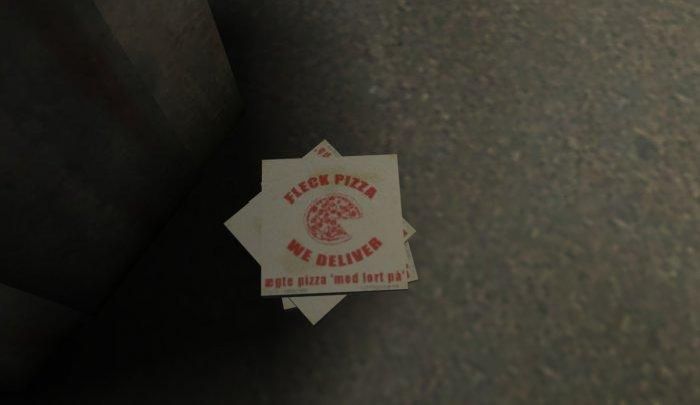 FLECK PIZZA
WE DELIVER
ægte pizza 'med lort på'